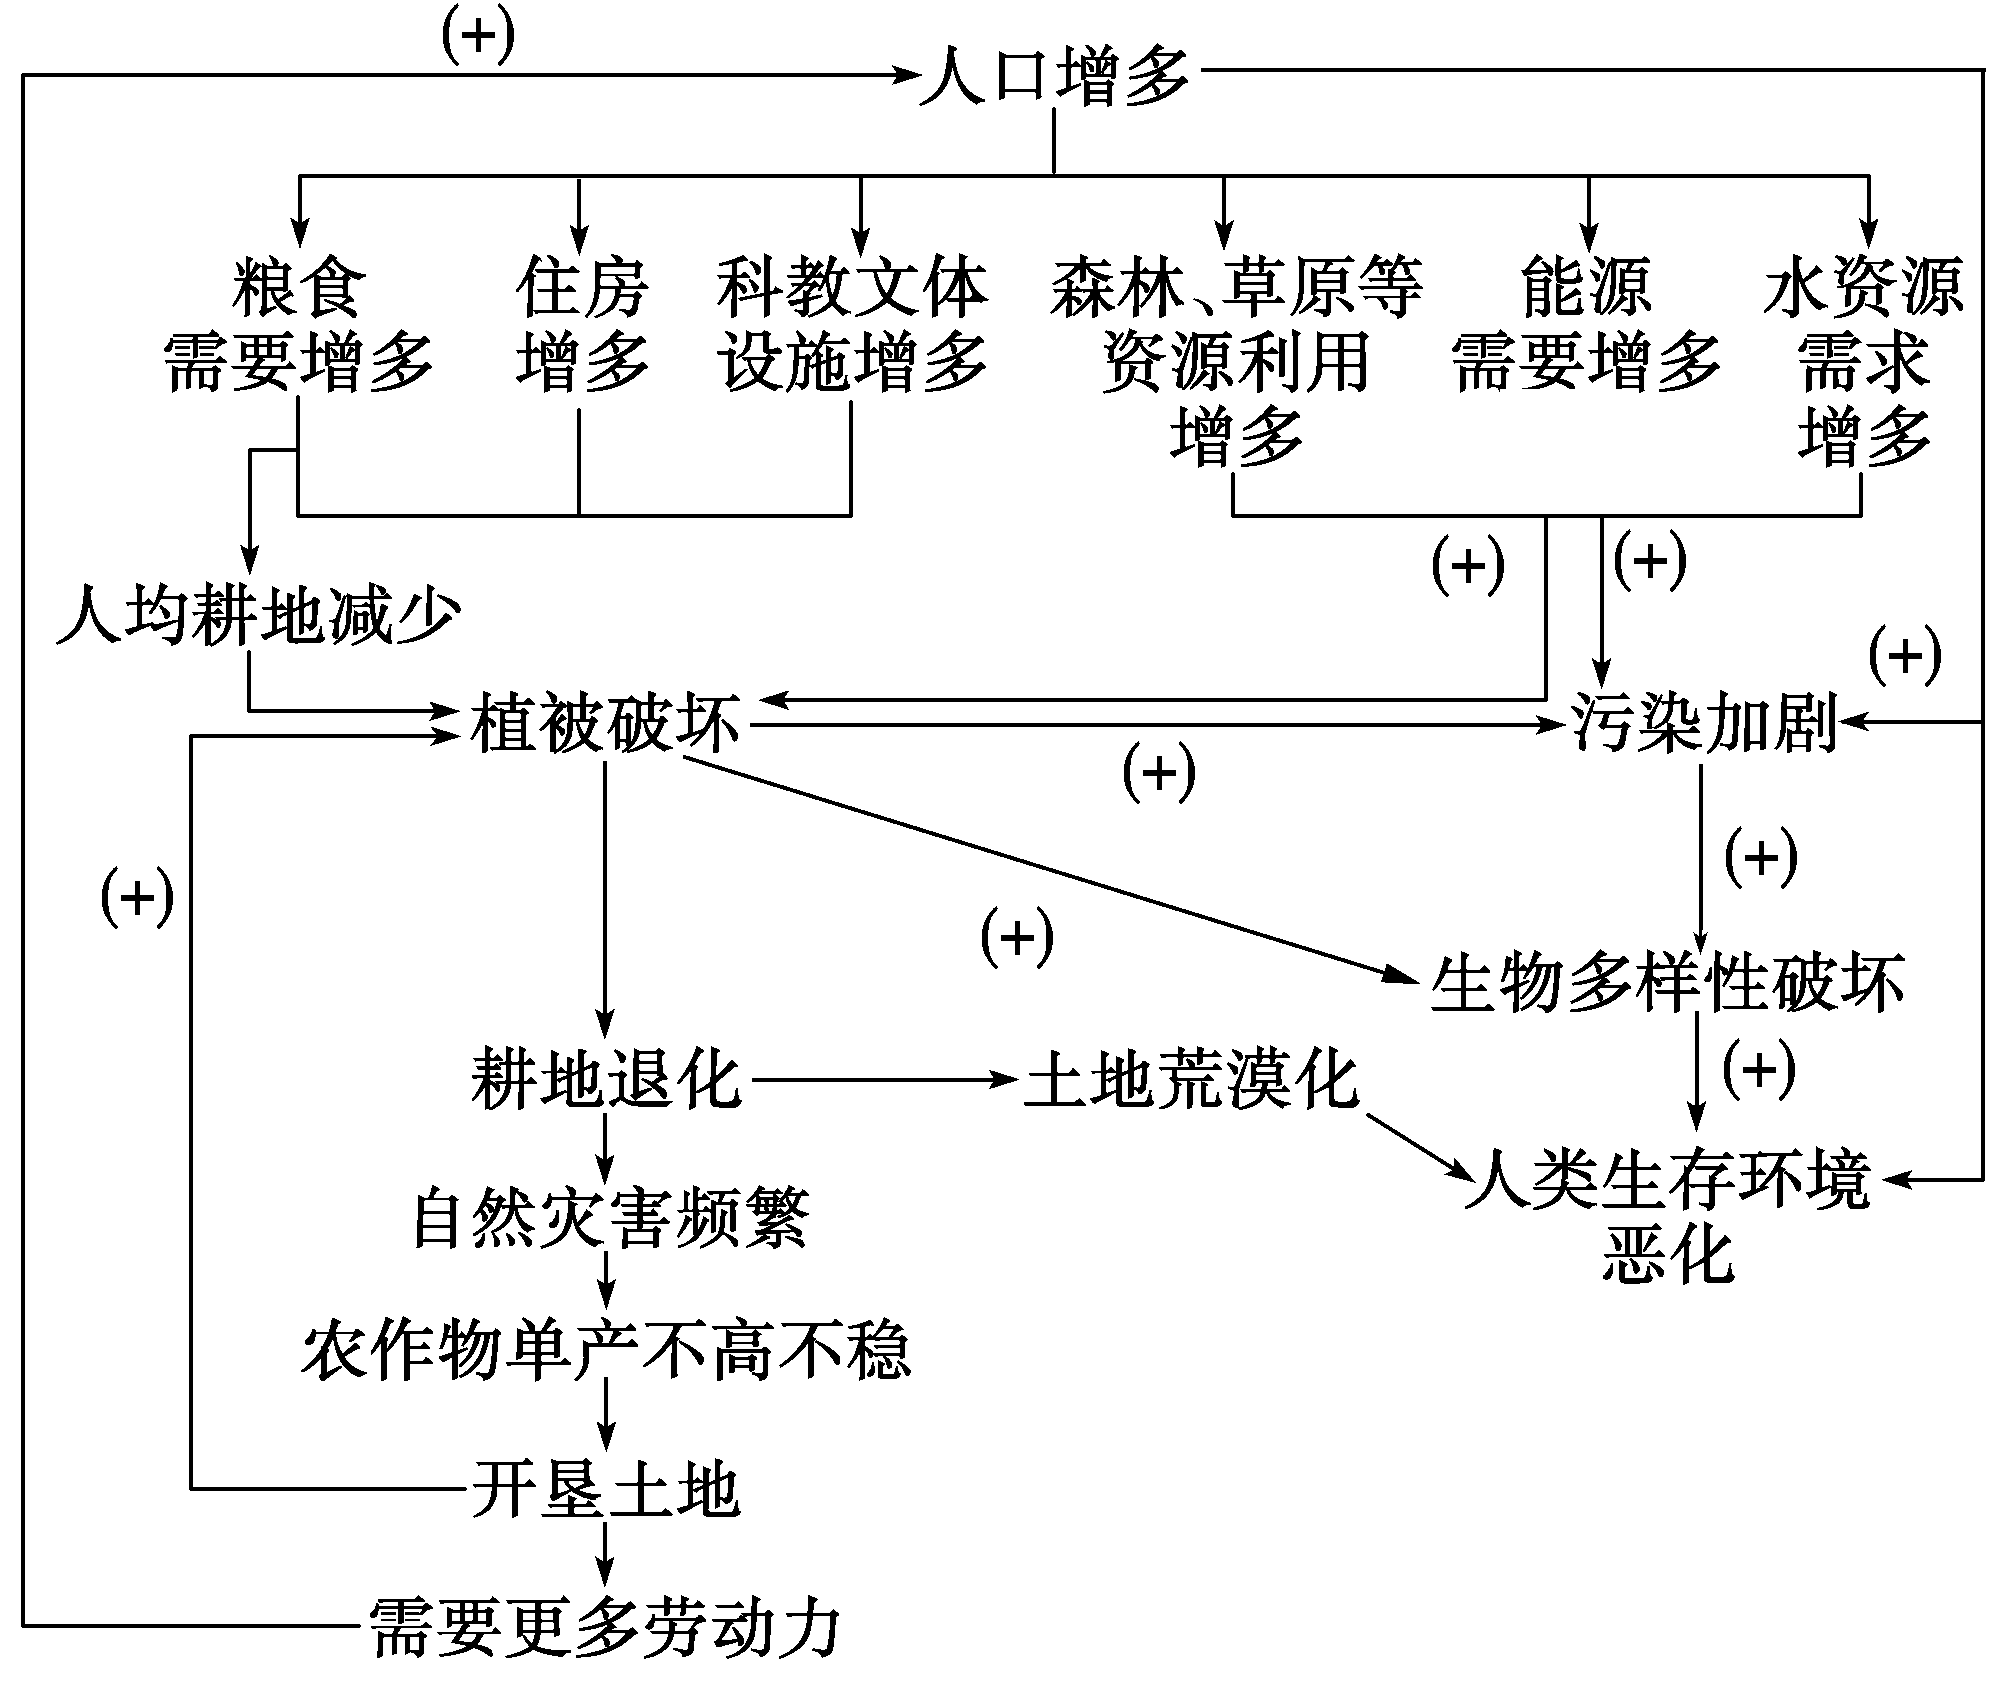 (+)
人口增多
粮食
需要增多
住房
增多
科教文体
设施增多
森林、草原等
资源利用
增多
能源
需要增多
水资源
需求
增多
(+)
(+)
人均耕地减少
(+)
植被破坏
污染加剧
(+)
(+)
(+)
(+)
生物多样性破坏
耕地退化
土地荒漠化
(+)
人类生存环境
恶化
自然灾害频繁
农作物单产不高不稳
开垦土地
需要更多劳动力